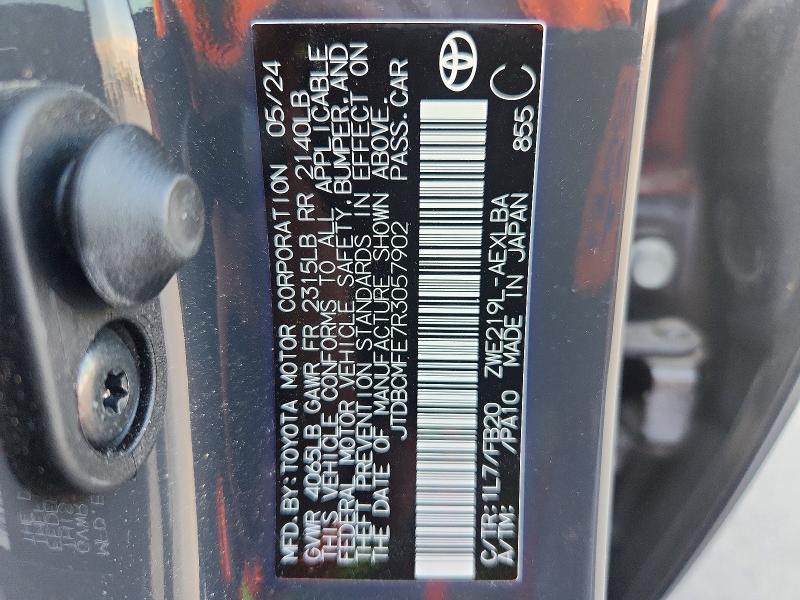 MFD. BY: TOYOTA MOTOR CORPORATION 05/24
GVWR 4065LB GAWR FR 2315LB RR 2140LB
THIS VEHICLE CONFORMS TO ALL APPLICABLE
FEDERAL MOTOR VEHICLE SAFETY, BUMPER, AND
THEFT PREVENTION STANDARDS IN EFFECT ON
THE DATE OF MANUFACTURE SHOWN ABOVE.
JTDBCMFE7R3057902 PASS. CAR
C/TR: 1L7/FB20 ZWE219L-AEXLBA
A/TM: /PA10 MADE IN JAPAN 855 C